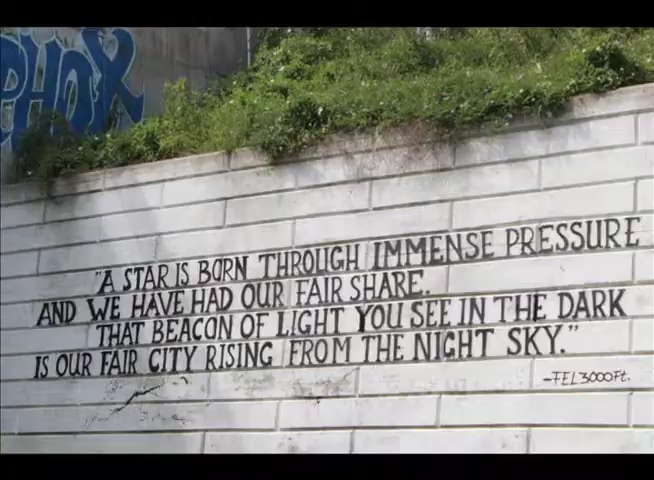 PHOX
"A STAR IS BORN THROUGH IMMENSE PRESSURE
AND WE HAVE HAD OUR FAIR SHARE.
THAT BEACON OF LIGHT YOU SEE IN THE DARK
IS OUR FAIR CITY RISING FROM THE NIGHT SKY."
-FEL3000Ft.